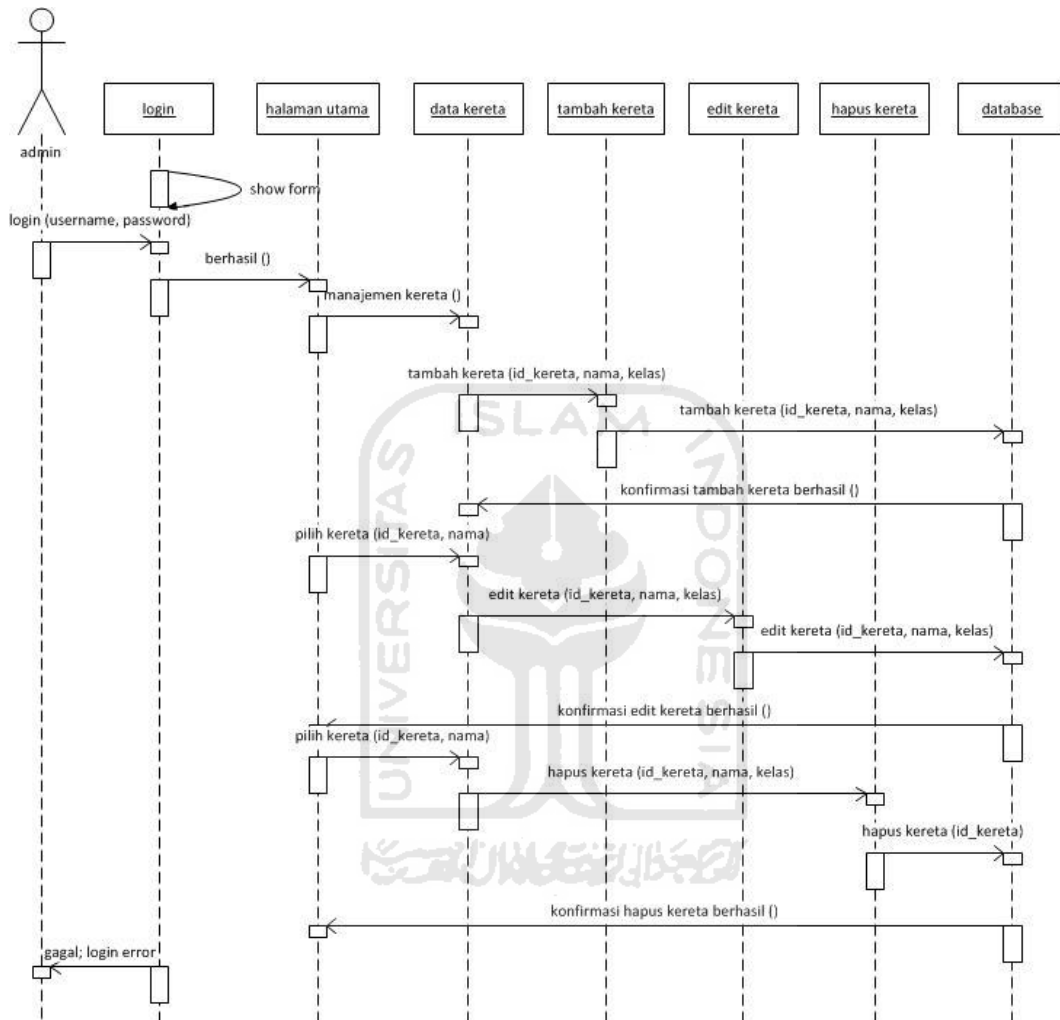 admin
login
halaman utama
data kereta
tambah kereta
edit kereta
hapus kereta
database
show form
login (username, password)
berhasil ()
manajemen kereta ()
tambah kereta (id_kereta, nama, kelas)
tambah kereta (id_kereta, nama, kelas)
konfirmasi tambah kereta berhasil ()
pilih kereta (id_kereta, nama)
edit kereta (id_kereta, nama, kelas)
edit kereta (id_kereta, nama, kelas)
konfirmasi edit kereta berhasil ()
pilih kereta (id_kereta, nama)
hapus kereta (id_kereta, nama, kelas)
hapus kereta (id_kereta)
konfirmasi hapus kereta berhasil ()
gagal; login error
UNIVERSITAS
ISLAM
INDONESIA